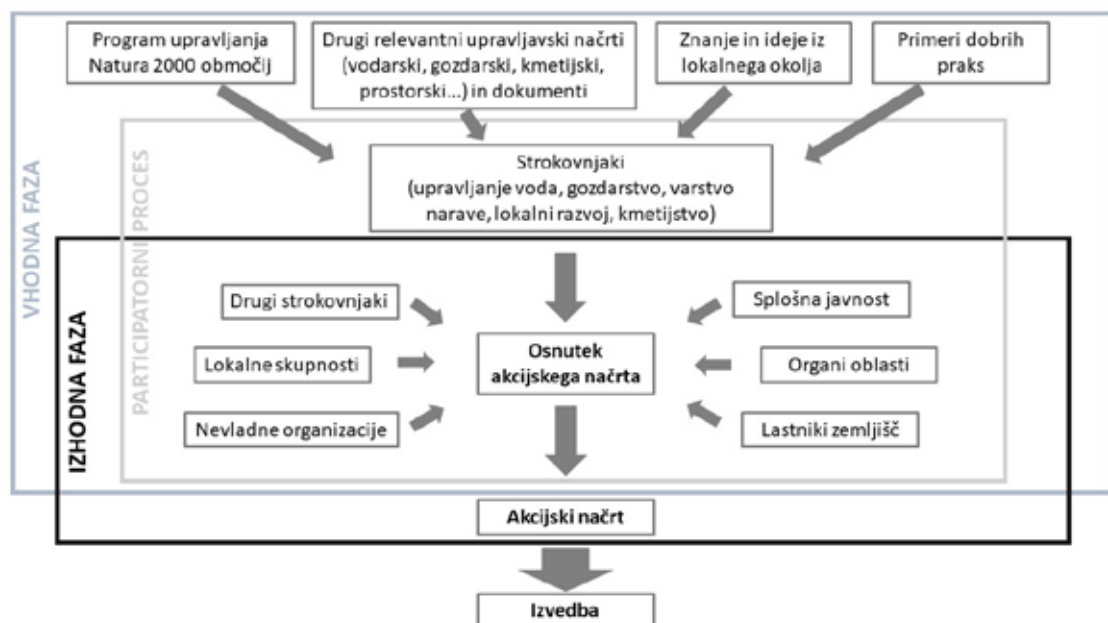 Program upravljanja
Natura 2000 območij
Drugi relevantni upravljavski načrti
(vodarski, gozdarski, kmetijski,
prostorski...) in dokumenti
Znanje in ideje iz
lokalnega okolja
Primeri dobrih
praks
VHODNA FAZA
PARTICIPATORNI PROCES
Strokovnjaki
(upravljanje voda, gozdarstvo, varstvo
narave, lokalni razvoj, kmetijstvo)
IZHODNA FAZA
Drugi strokovnjaki
Lokalne skupnosti
Nevladne organizacije
Osnutek
akcijskega načrta
Splošna javnost
Organi oblasti
Lastniki zemljišč
Akcijski načrt
Izvedba